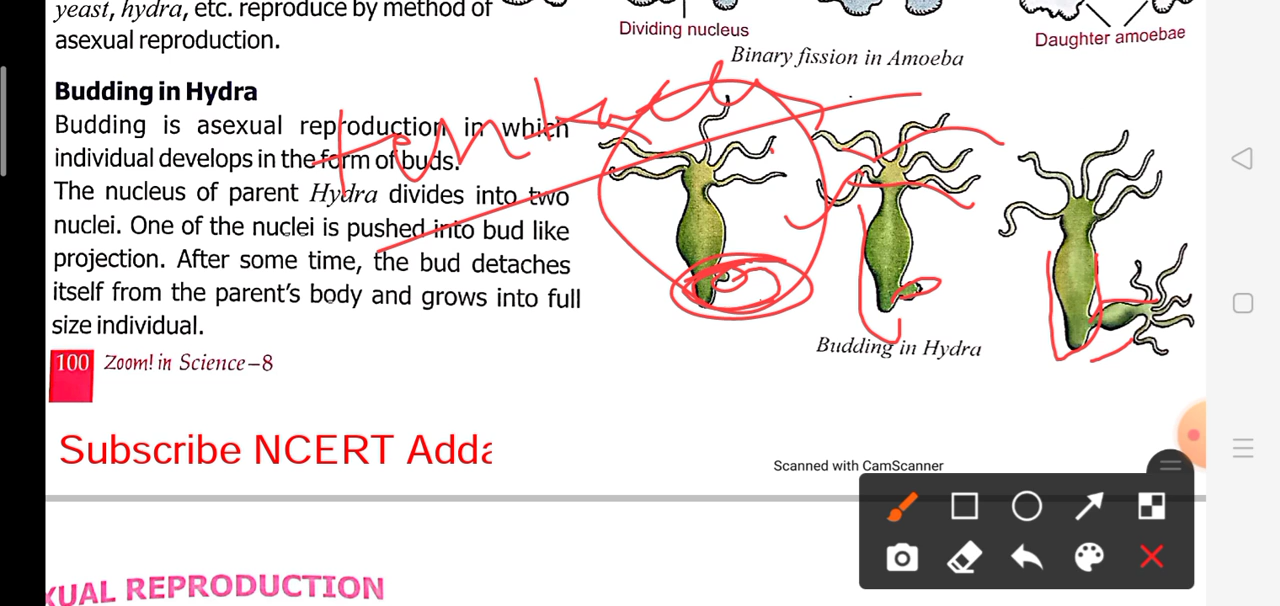 yeast, hydra, etc. reproduce by method of
asexual reproduction.
Dividing nucleus
Binary fission in Amoeba
Daughter amoebae
Budding in Hydra
Budding is asexual reproduction in which
individual develops in the form of buds.
The nucleus of parent Hydra divides into two
nuclei. One of the nuclei is pushed into bud like
projection. After some time, the bud detaches
itself from the parent's body and grows into full
size individual.
Budding in Hydra
100 Zoom! in Science–8
Subscribe NCERT Adda
Scanned with CamScanner
XUAL REPRODUCTION